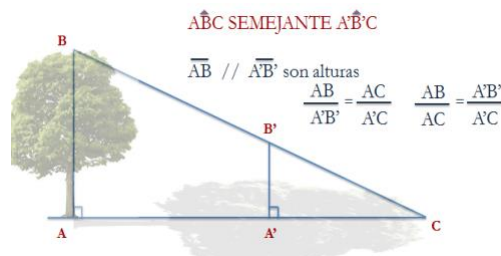 AB̂C SEMEJANTE A'B̂'C
B
AB // A'B' son alturas
AB/A'B' = AC/A'C AB/AC = A'B'/A'C
B'
A A' C